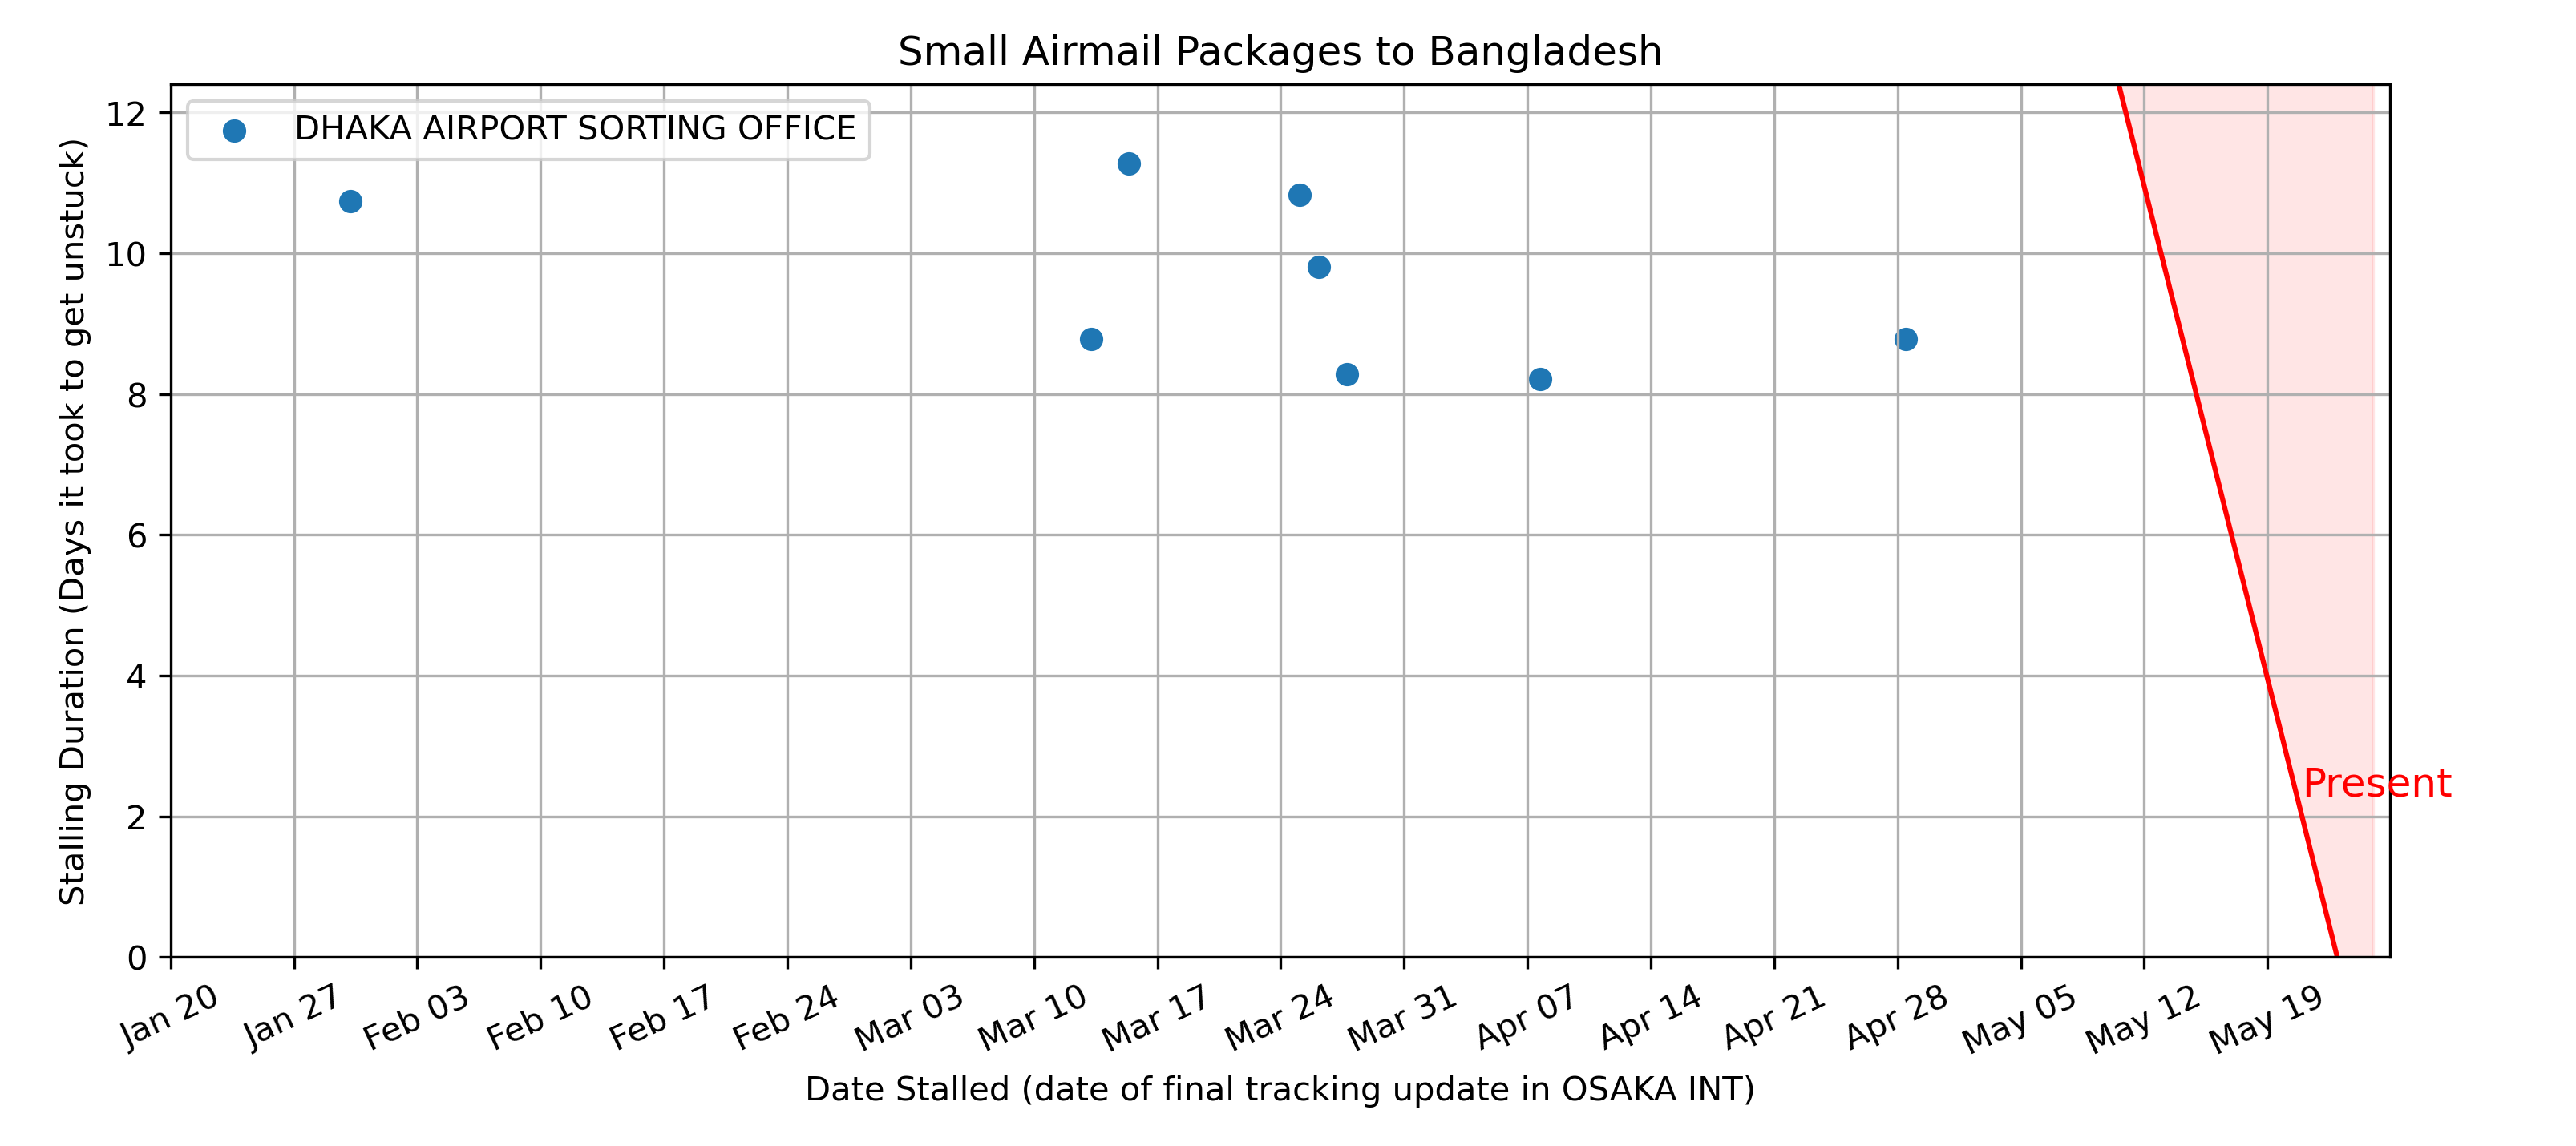 Small Airmail Packages to Bangladesh
DHAKA AIRPORT SORTING OFFICE
Stalling Duration (Days it took to get unstuck)
12
10
8
6
4
2
0
Present
Jan 20
Jan 27
Feb 03
Feb 10
Feb 17
Feb 24
Mar 03
Mar 10
Mar 17
Mar 24
Mar 31
Apr 07
Apr 14
Apr 21
Apr 28
May 05
May 12
May 19
Date Stalled (date of final tracking update in OSAKA INT)